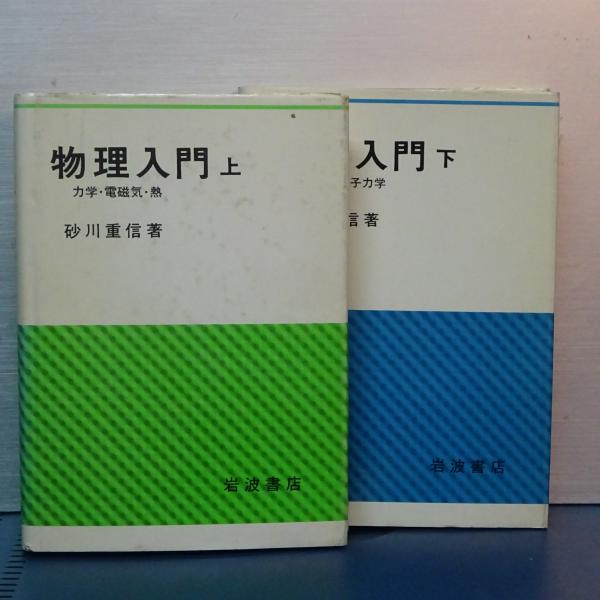 物理入門 上
力学・電磁気・熱
砂川重信著
岩波書店
入門 下
子力学
信著
岩波書店